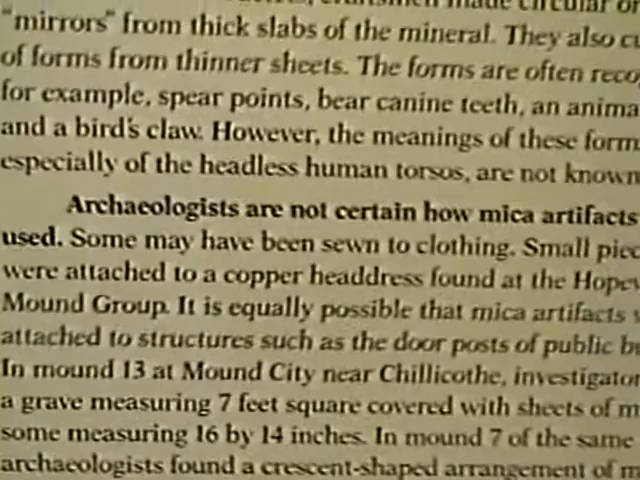 made circular or
"mirrors" from thick slabs of the mineral. They also
of forms from thinner sheets. The forms are often
for example, spear points, bear canine teeth, an
and a bird's claw. However, the meanings of these
especially of the headless human torsos, are not known
Archaeologists are not certain how mica artifacts
used. Some may have been sewn to clothing. Small
were attached to a copper headdress found at the
Mound Group. It is equally possible that mica artifacts
attached to structures such as the door posts of public
In mound 13 at Mound City near Chillicothe,
a grave measuring 7 feet square covered with sheets of
some measuring 16 by 14 inches. In mound 7 of the same
archaeologists found a crescent-shaped arrangement of